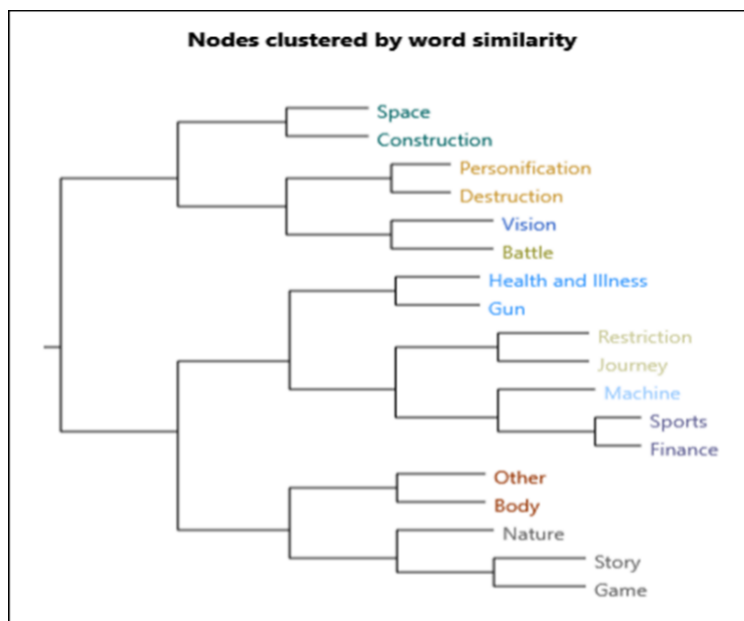 Nodes clustered by word similarity
Space
Construction
Personification
Destruction
Vision
Battle
Health and Illness
Gun
Restriction
Journey
Machine
Sports
Finance
Other
Body
Nature
Story
Game